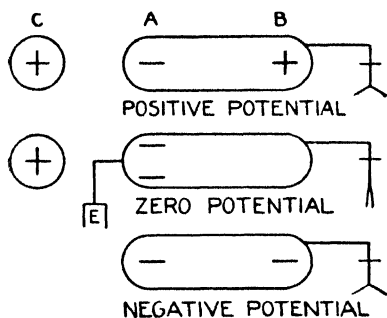 C A B
+ − +
POSITIVE POTENTIAL
+ − −
E ZERO POTENTIAL
− −
NEGATIVE POTENTIAL